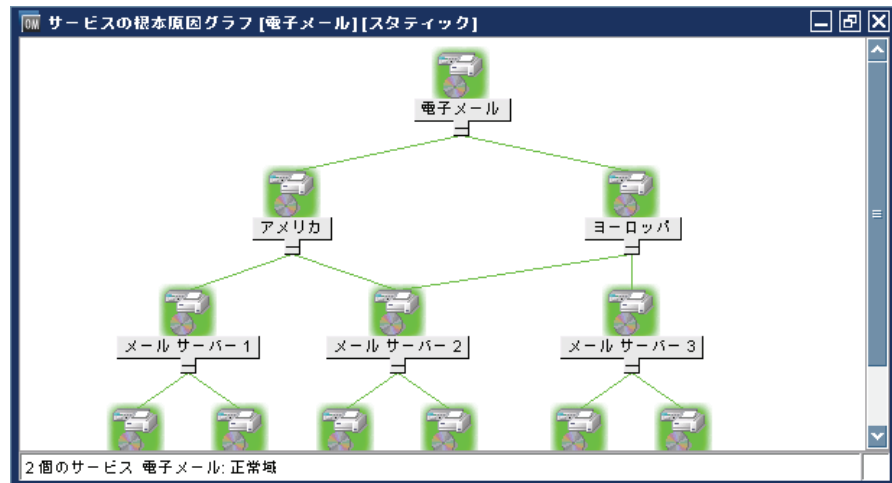 OM サービスの根本原因グラフ [電子メール] [スタティック]
電子メール
アメリカ
ヨーロッパ
メール サーバー 1
メール サーバー 2
メール サーバー 3
2 個のサービス 電子メール: 正常域